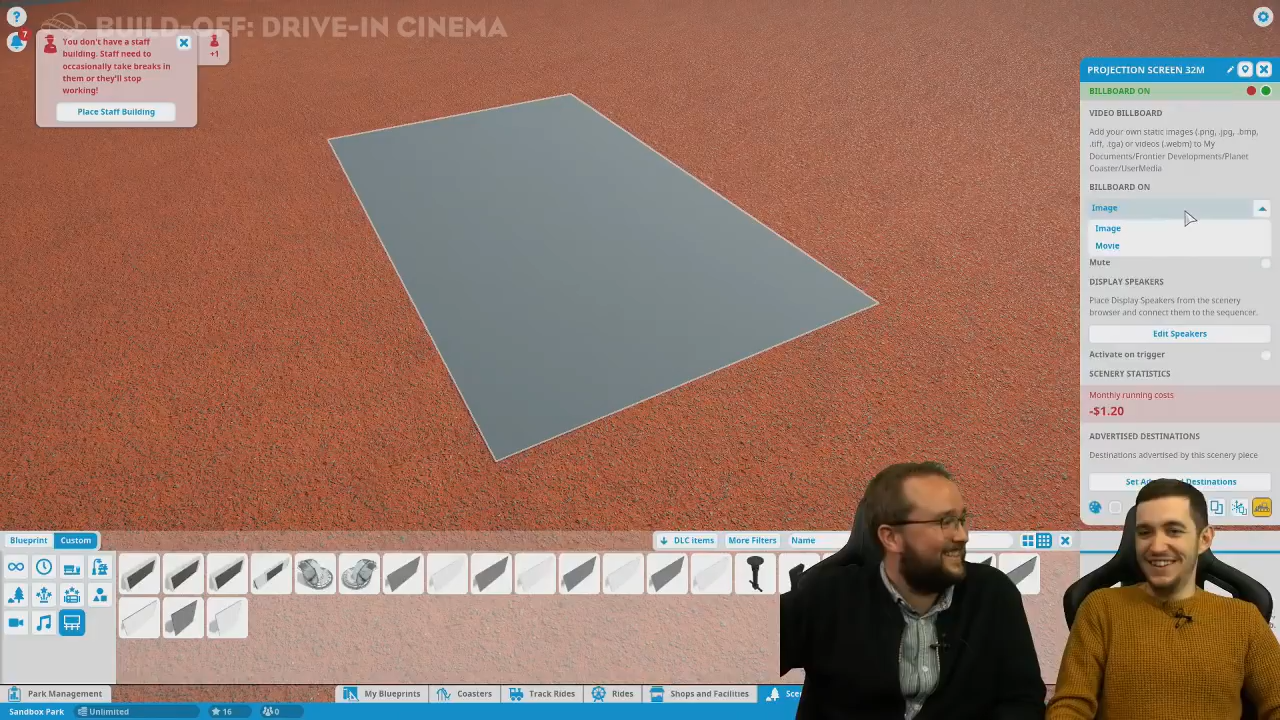 BUILD-OFF: DRIVE-IN CINEMA
7
You don't have a staff
building. Staff need to
occasionally take breaks in
them or they'll stop
working!
Place Staff Building
+1
PROJECTION SCREEN 32M
BILLBOARD ON
VIDEO BILLBOARD
Add your own static images (.png, .jpg, .bmp,
.tiff, .tga) or videos (.webm) to My
Documents/Frontier Developments/Planet
Coaster/UserMedia
BILLBOARD ON
Image
Image
Movie
Mute
DISPLAY SPEAKERS
Place Display Speakers from the scenery
browser and connect them to the sequencer.
Edit Speakers
Activate on trigger
SCENERY STATISTICS
Monthly running costs
-$1.20
ADVERTISED DESTINATIONS
Destinations advertised by this scenery piece
Set Ad Destinations
Blueprint
Custom
DLC items
More Filters
Name
Park Management
My Blueprints
Coasters
Track Rides
Rides
Shops and Facilities
Sce
Sandbox Park
Unlimited
16
0